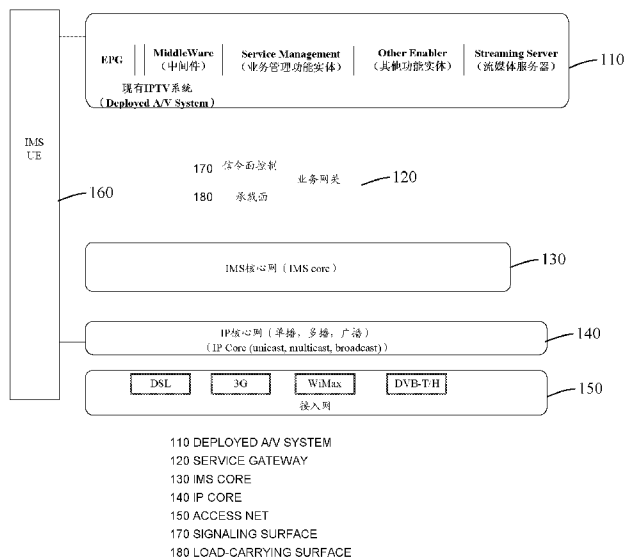 EPG
MiddleWare
（中间件）
Service Management
（业务管理功能实体）
Other Enabler
（其他功能实体）
Streaming Server
（流媒体服务器）
110
现有IPTV系统
（Deployed A/V System）
IMS
UE
160
170 信令面控制
业务网关
120
180 承载面
IMS核心网（IMS core）
130
IP核心网（单播，多播，广播）
（IP Core (unicast, multicast, broadcast)）
140
DSL
3G
WiMax
DVB-T/H
接入网
150
110 DEPLOYED A/V SYSTEM
120 SERVICE GATEWAY
130 IMS CORE
140 IP CORE
150 ACCESS NET
170 SIGNALING SURFACE
180 LOAD-CARRYING SURFACE